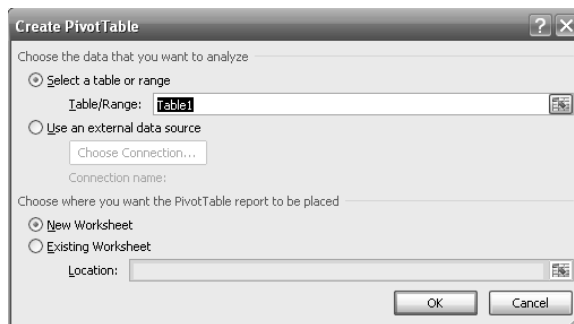 Create PivotTable
Choose the data that you want to analyze
Select a table or range
Table/Range: Table1
Use an external data source
Choose Connection...
Connection name:
Choose where you want the PivotTable report to be placed
New Worksheet
Existing Worksheet
Location:
OK Cancel